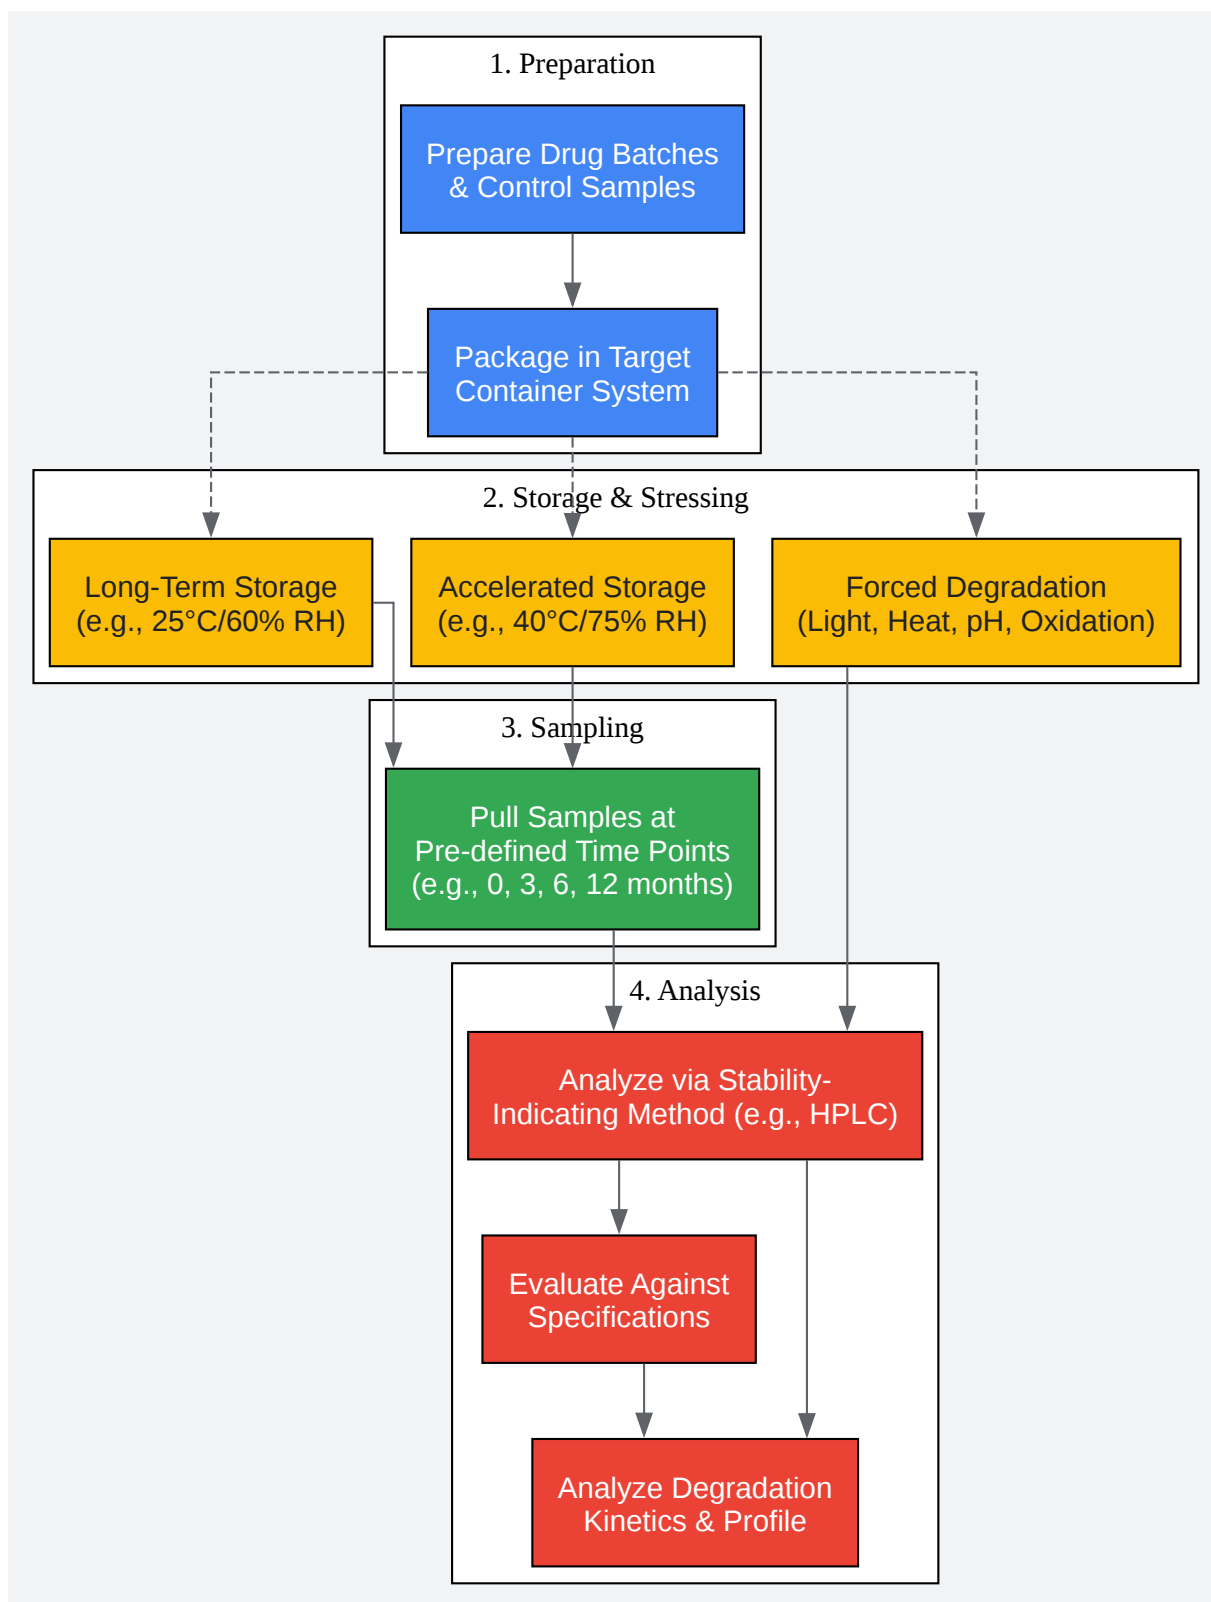 1. Preparation
Prepare Drug Batches
& Control Samples
Package in Target
Container System
2. Storage & Stressing
Long-Term Storage
(e.g., 25°C/60% RH)
Accelerated Storage
(e.g., 40°C/75% RH)
Forced Degradation
(Light, Heat, pH, Oxidation)
3. Sampling
Pull Samples at
Pre-defined Time Points
(e.g., 0, 3, 6, 12 months)
4. Analysis
Analyze via Stability-
Indicating Method (e.g., HPLC)
Evaluate Against
Specifications
Analyze Degradation
Kinetics & Profile